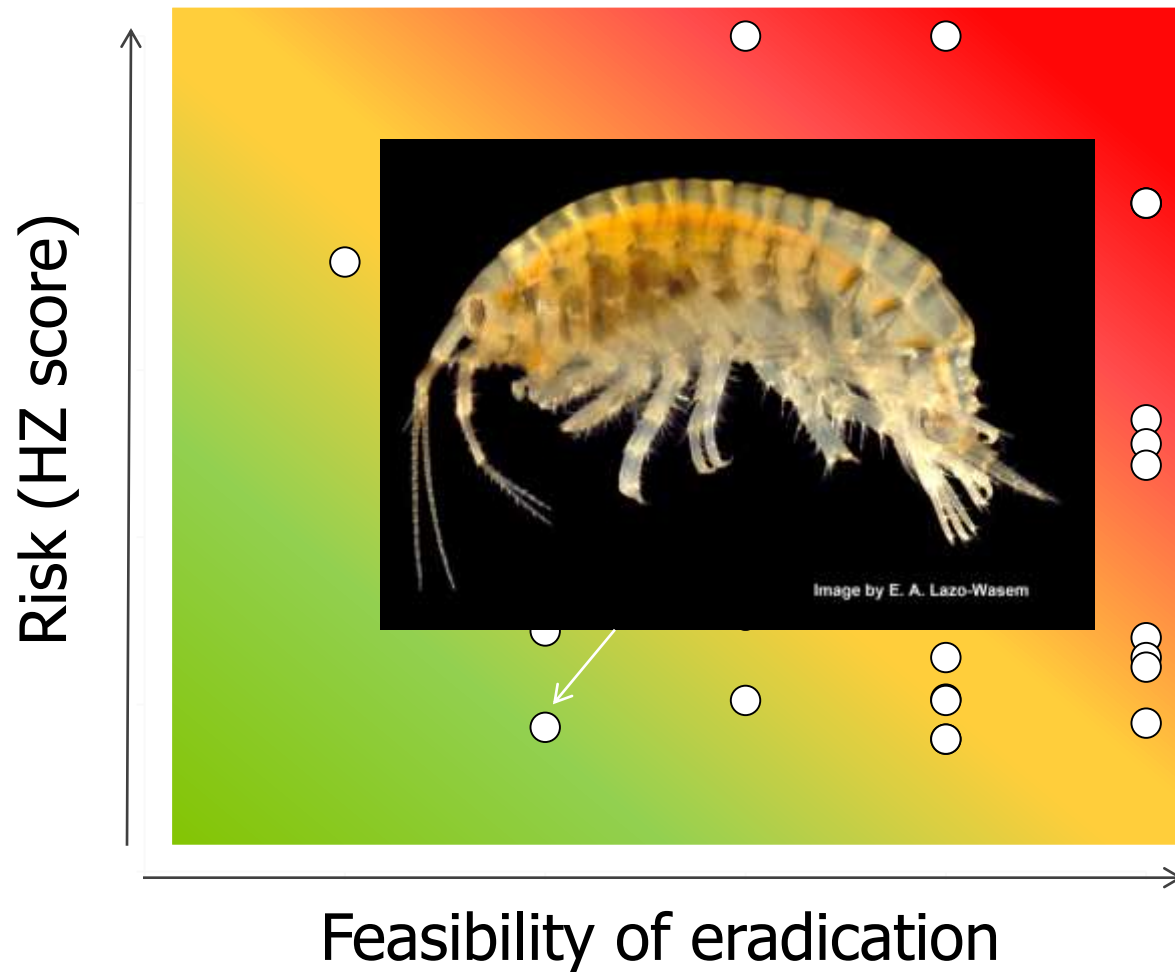 Risk (HZ score)
Image by E. A. Lazo-Wasem
Feasibility of eradication